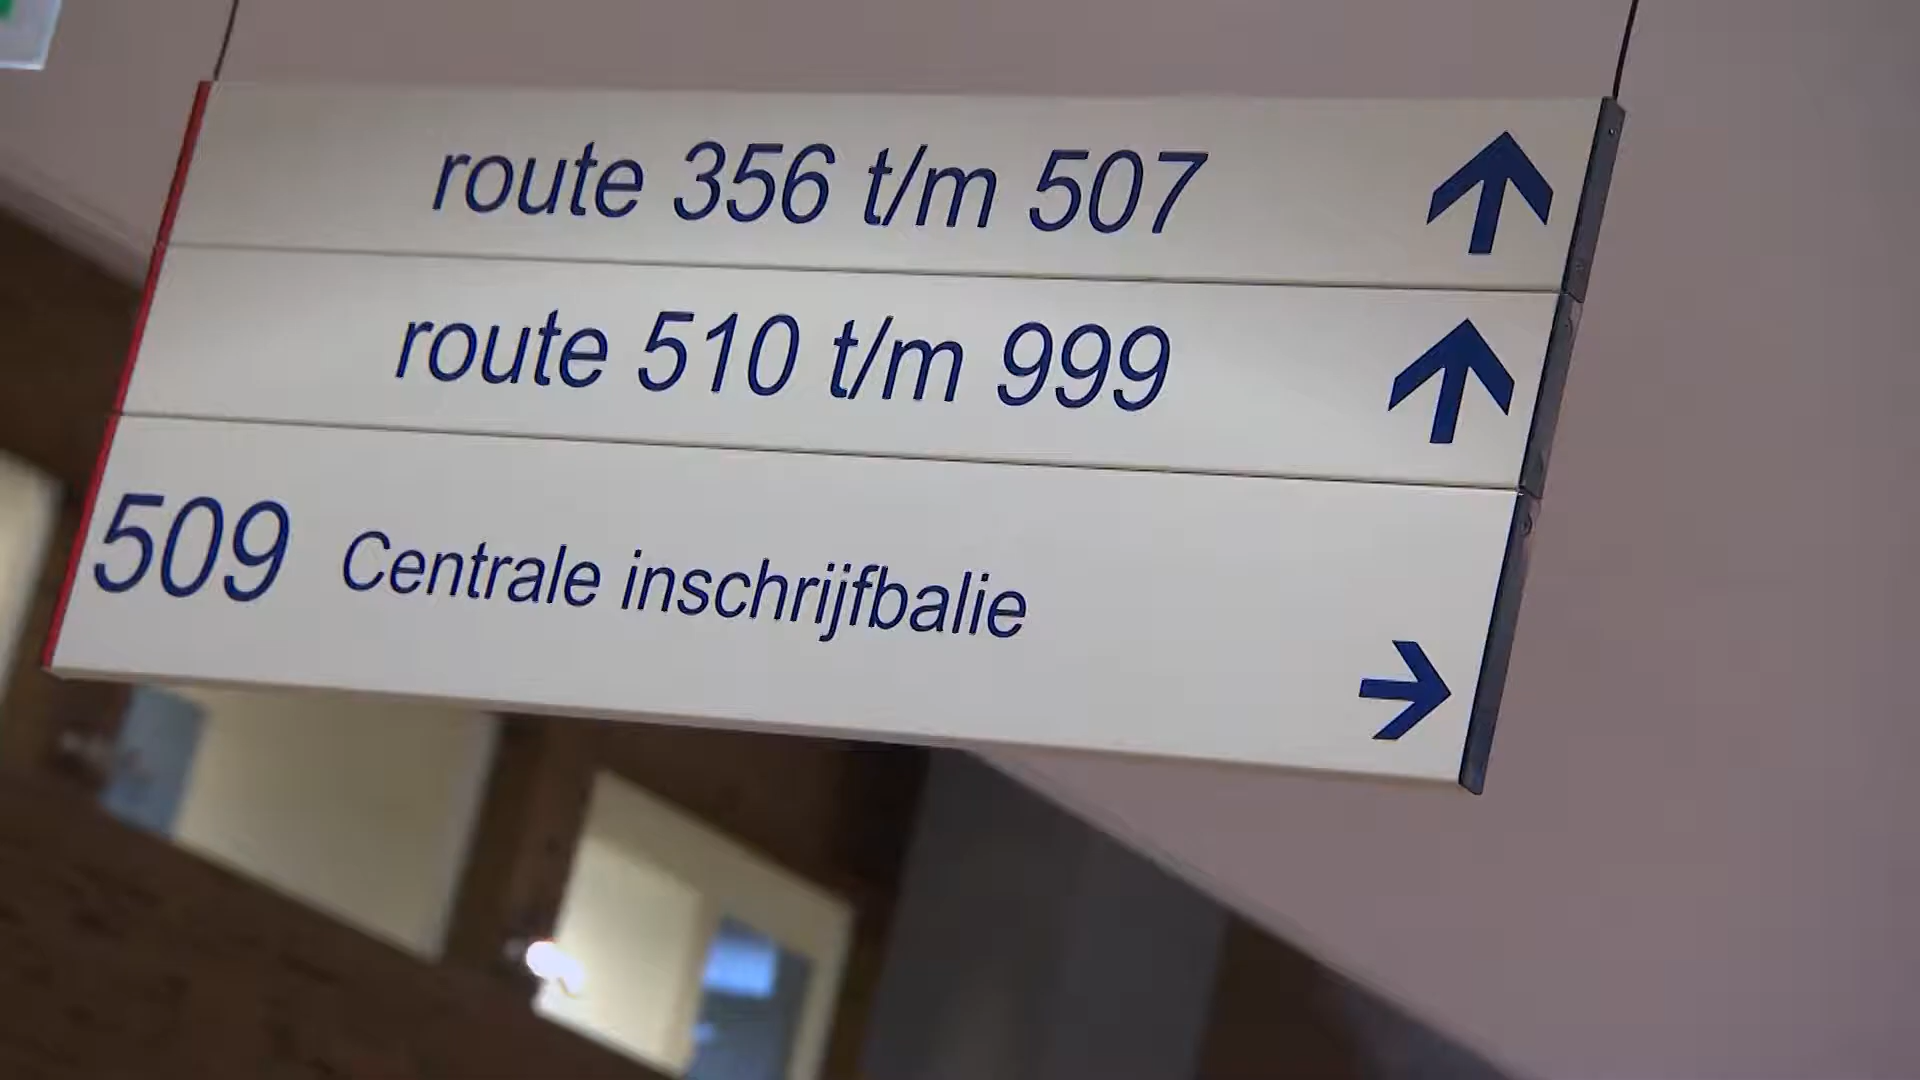 route 356 t/m 507
route 510 t/m 999
509 Centrale inschrijfbalie